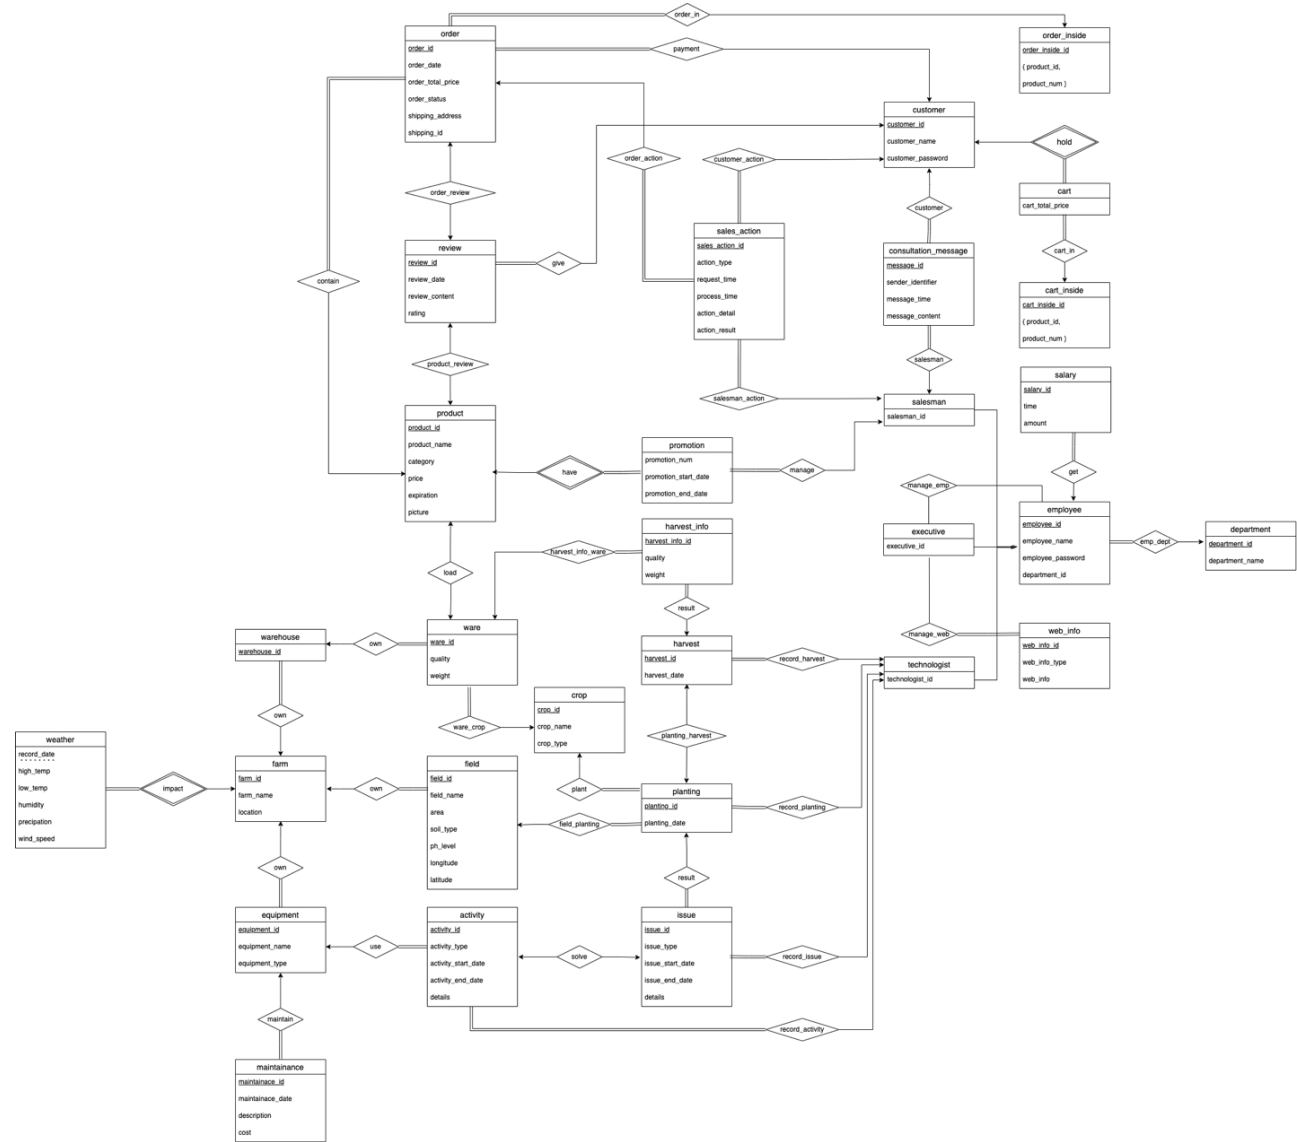 order_in
order
order_id
order_date
order_total_price
order_status
shipping_address
shipping_id
payment
order_inside
order_inside_id
{ product_id,
product_num }
customer
customer_id
customer_name
customer_password
hold
cart
cart_total_price
cart_in
cart_inside
cart_inside_id
{ product_id,
product_num }
order_action
customer_action
order_review
customer
sales_action
sales_action_id
action_type
request_time
process_time
action_detail
action_result
consultation_message
message_id
sender_identifier
message_time
message_content
review
review_id
review_date
review_content
rating
give
contain
product_review
salesman
salesman_action
salesman
salesman_id
salary
salary_id
time
amount
get
product
product_id
product_name
category
price
expiration
picture
have
promotion
promotion_num
promotion_start_date
promotion_end_date
manage
manage_emp
executive
executive_id
employee
employee_id
employee_name
employee_password
department_id
emp_dept
department
department_id
department_name
harvest_info
harvest_info_id
quality
weight
harvest_info_ware
load
result
manage_web
web_info
web_info_id
web_info_type
web_info
warehouse
warehouse_id
own
ware
ware_id
quality
weight
harvest
harvest_id
harvest_date
record_harvest
technologist
technologist_id
own
ware_crop
crop
crop_id
crop_name
crop_type
planting_harvest
weather
record_date
high_temp
low_temp
humidity
precipation
wind_speed
impact
farm
farm_id
farm_name
location
own
field
field_id
field_name
area
soil_type
ph_level
longitude
latitude
plant
field_planting
planting
planting_id
planting_date
record_planting
own
result
equipment
equipment_id
equipment_name
equipment_type
use
activity
activity_id
activity_type
activity_start_date
activity_end_date
details
solve
issue
issue_id
issue_type
issue_start_date
issue_end_date
details
record_issue
maintain
record_activity
maintainance
maintainace_id
maintainace_date
description
cost